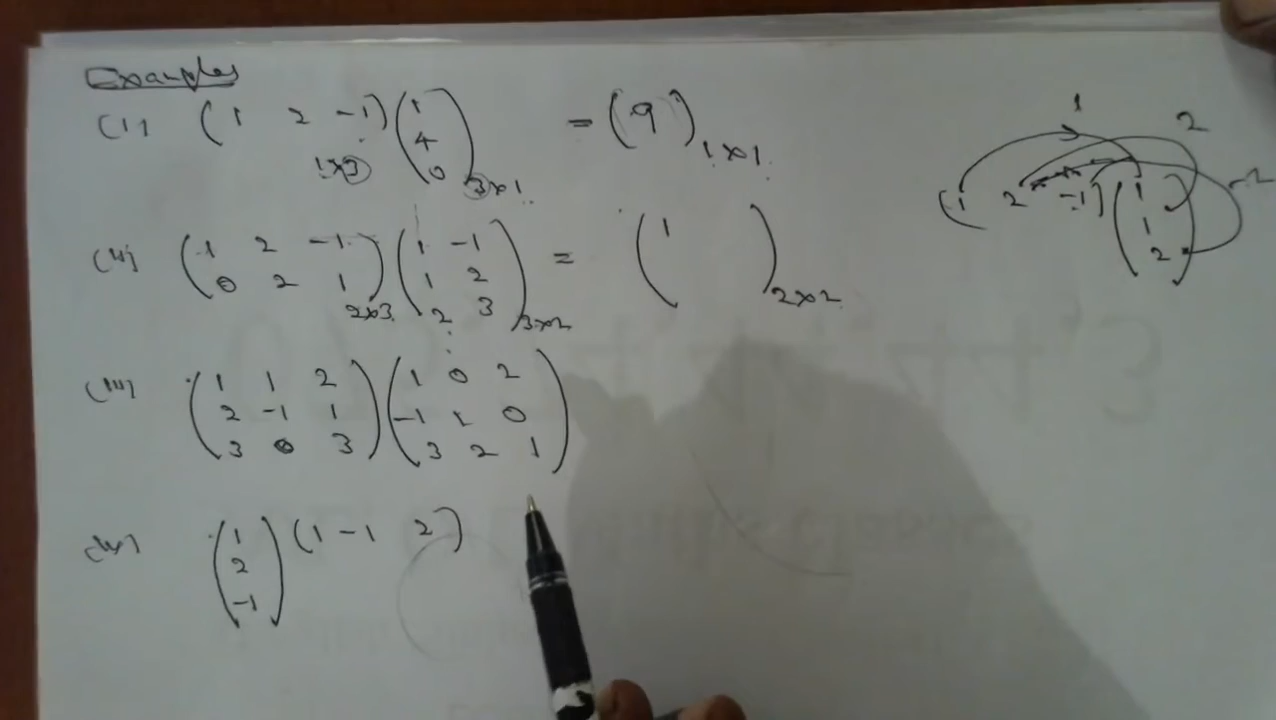 Examples
(i) (1 2 -1) (1 4 0) = (9) 1×1
1×3 3×1
(ii) (1 2 -1 (1 -1 = (1
0 2 1) 1 2
2×3 2 3) 3×2 ) 2×2
(iii) (1 1 2 (1 0 2
2 -1 1 -1 1 0
3 0 3) 3 2 1)
(iv) (1 (1 -1 2)
2
-1)
1 2
(1 2 -1) (1 -2
1
2)